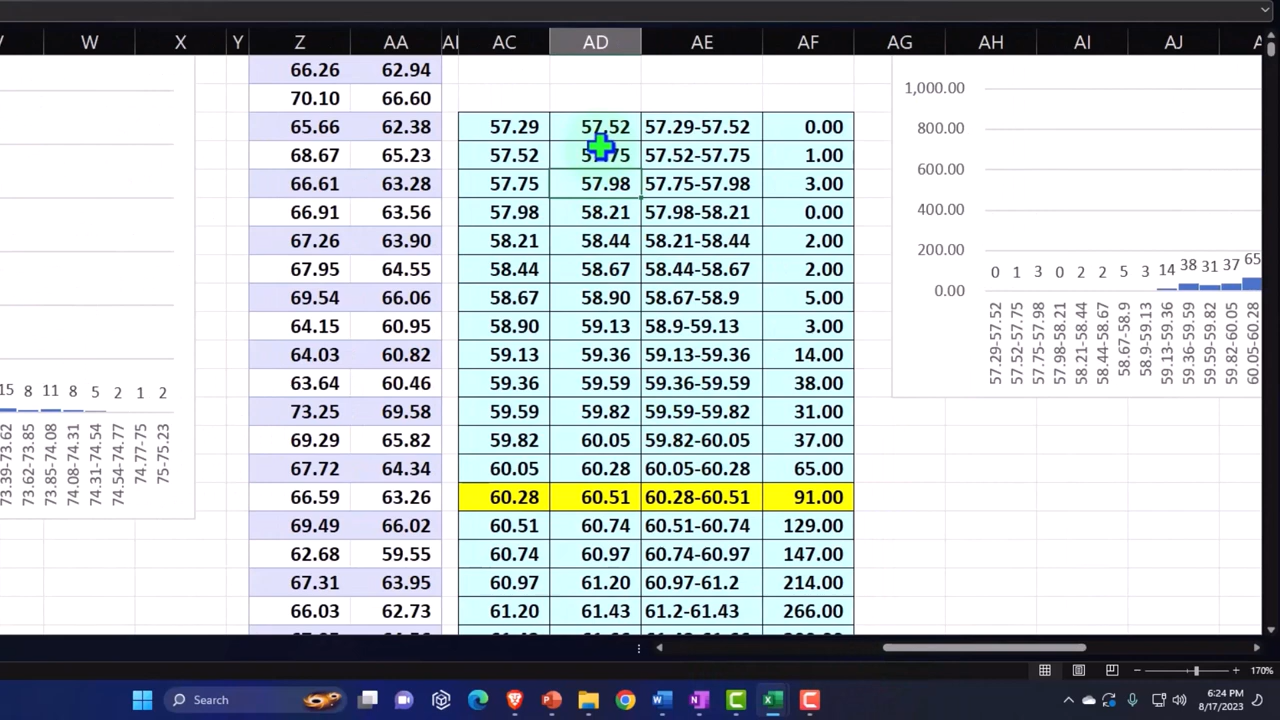 W X Y Z AA AC AD AE AF AG AH AI AJ
66.26 62.94
70.10 66.60 1,000.00
65.66 62.38 57.29 57.52 57.29-57.52 0.00 800.00
68.67 65.23 57.52 57.52-57.75 1.00 600.00
66.61 63.28 57.75 57.98 57.75-57.98 3.00
66.91 63.56 57.98 58.21 57.98-58.21 0.00 400.00
67.26 63.90 58.21 58.44 58.21-58.44 2.00 200.00
67.95 64.55 58.44 58.67 58.44-58.67 2.00 0 1 3 0 2 2 5 3 14 38 31 37 65
69.54 66.06 58.67 58.90 58.67-58.9 5.00 0.00
64.15 60.95 58.90 59.13 58.9-59.13 3.00
64.03 60.82 59.13 59.36 59.13-59.36 14.00
63.64 60.46 59.36 59.59 59.36-59.59 38.00
73.25 69.58 59.59 59.82 59.59-59.82 31.00
69.29 65.82 59.82 60.05 59.82-60.05 37.00
67.72 64.34 60.05 60.28 60.05-60.28 65.00
66.59 63.26 60.28 60.51 60.28-60.51 91.00
69.49 66.02 60.51 60.74 60.51-60.74 129.00
62.68 59.55 60.74 60.97 60.74-60.97 147.00
67.31 63.95 60.97 61.20 60.97-61.2 214.00
66.03 62.73 61.20 61.43 61.2-61.43 266.00
57.29-57.52
57.52-57.75
57.75-57.98
57.98-58.21
58.21-58.44
58.44-58.67
58.67-58.9
58.9-59.13
59.13-59.36
59.36-59.59
59.59-59.82
59.82-60.05
60.05-60.28
15 8 11 8 5 2 1 2
73.39-73.62
73.62-73.85
73.85-74.08
74.08-74.31
74.31-74.54
74.54-74.77
74.77-75
75-75.23
170%
Search
6:24 PM
8/17/2023